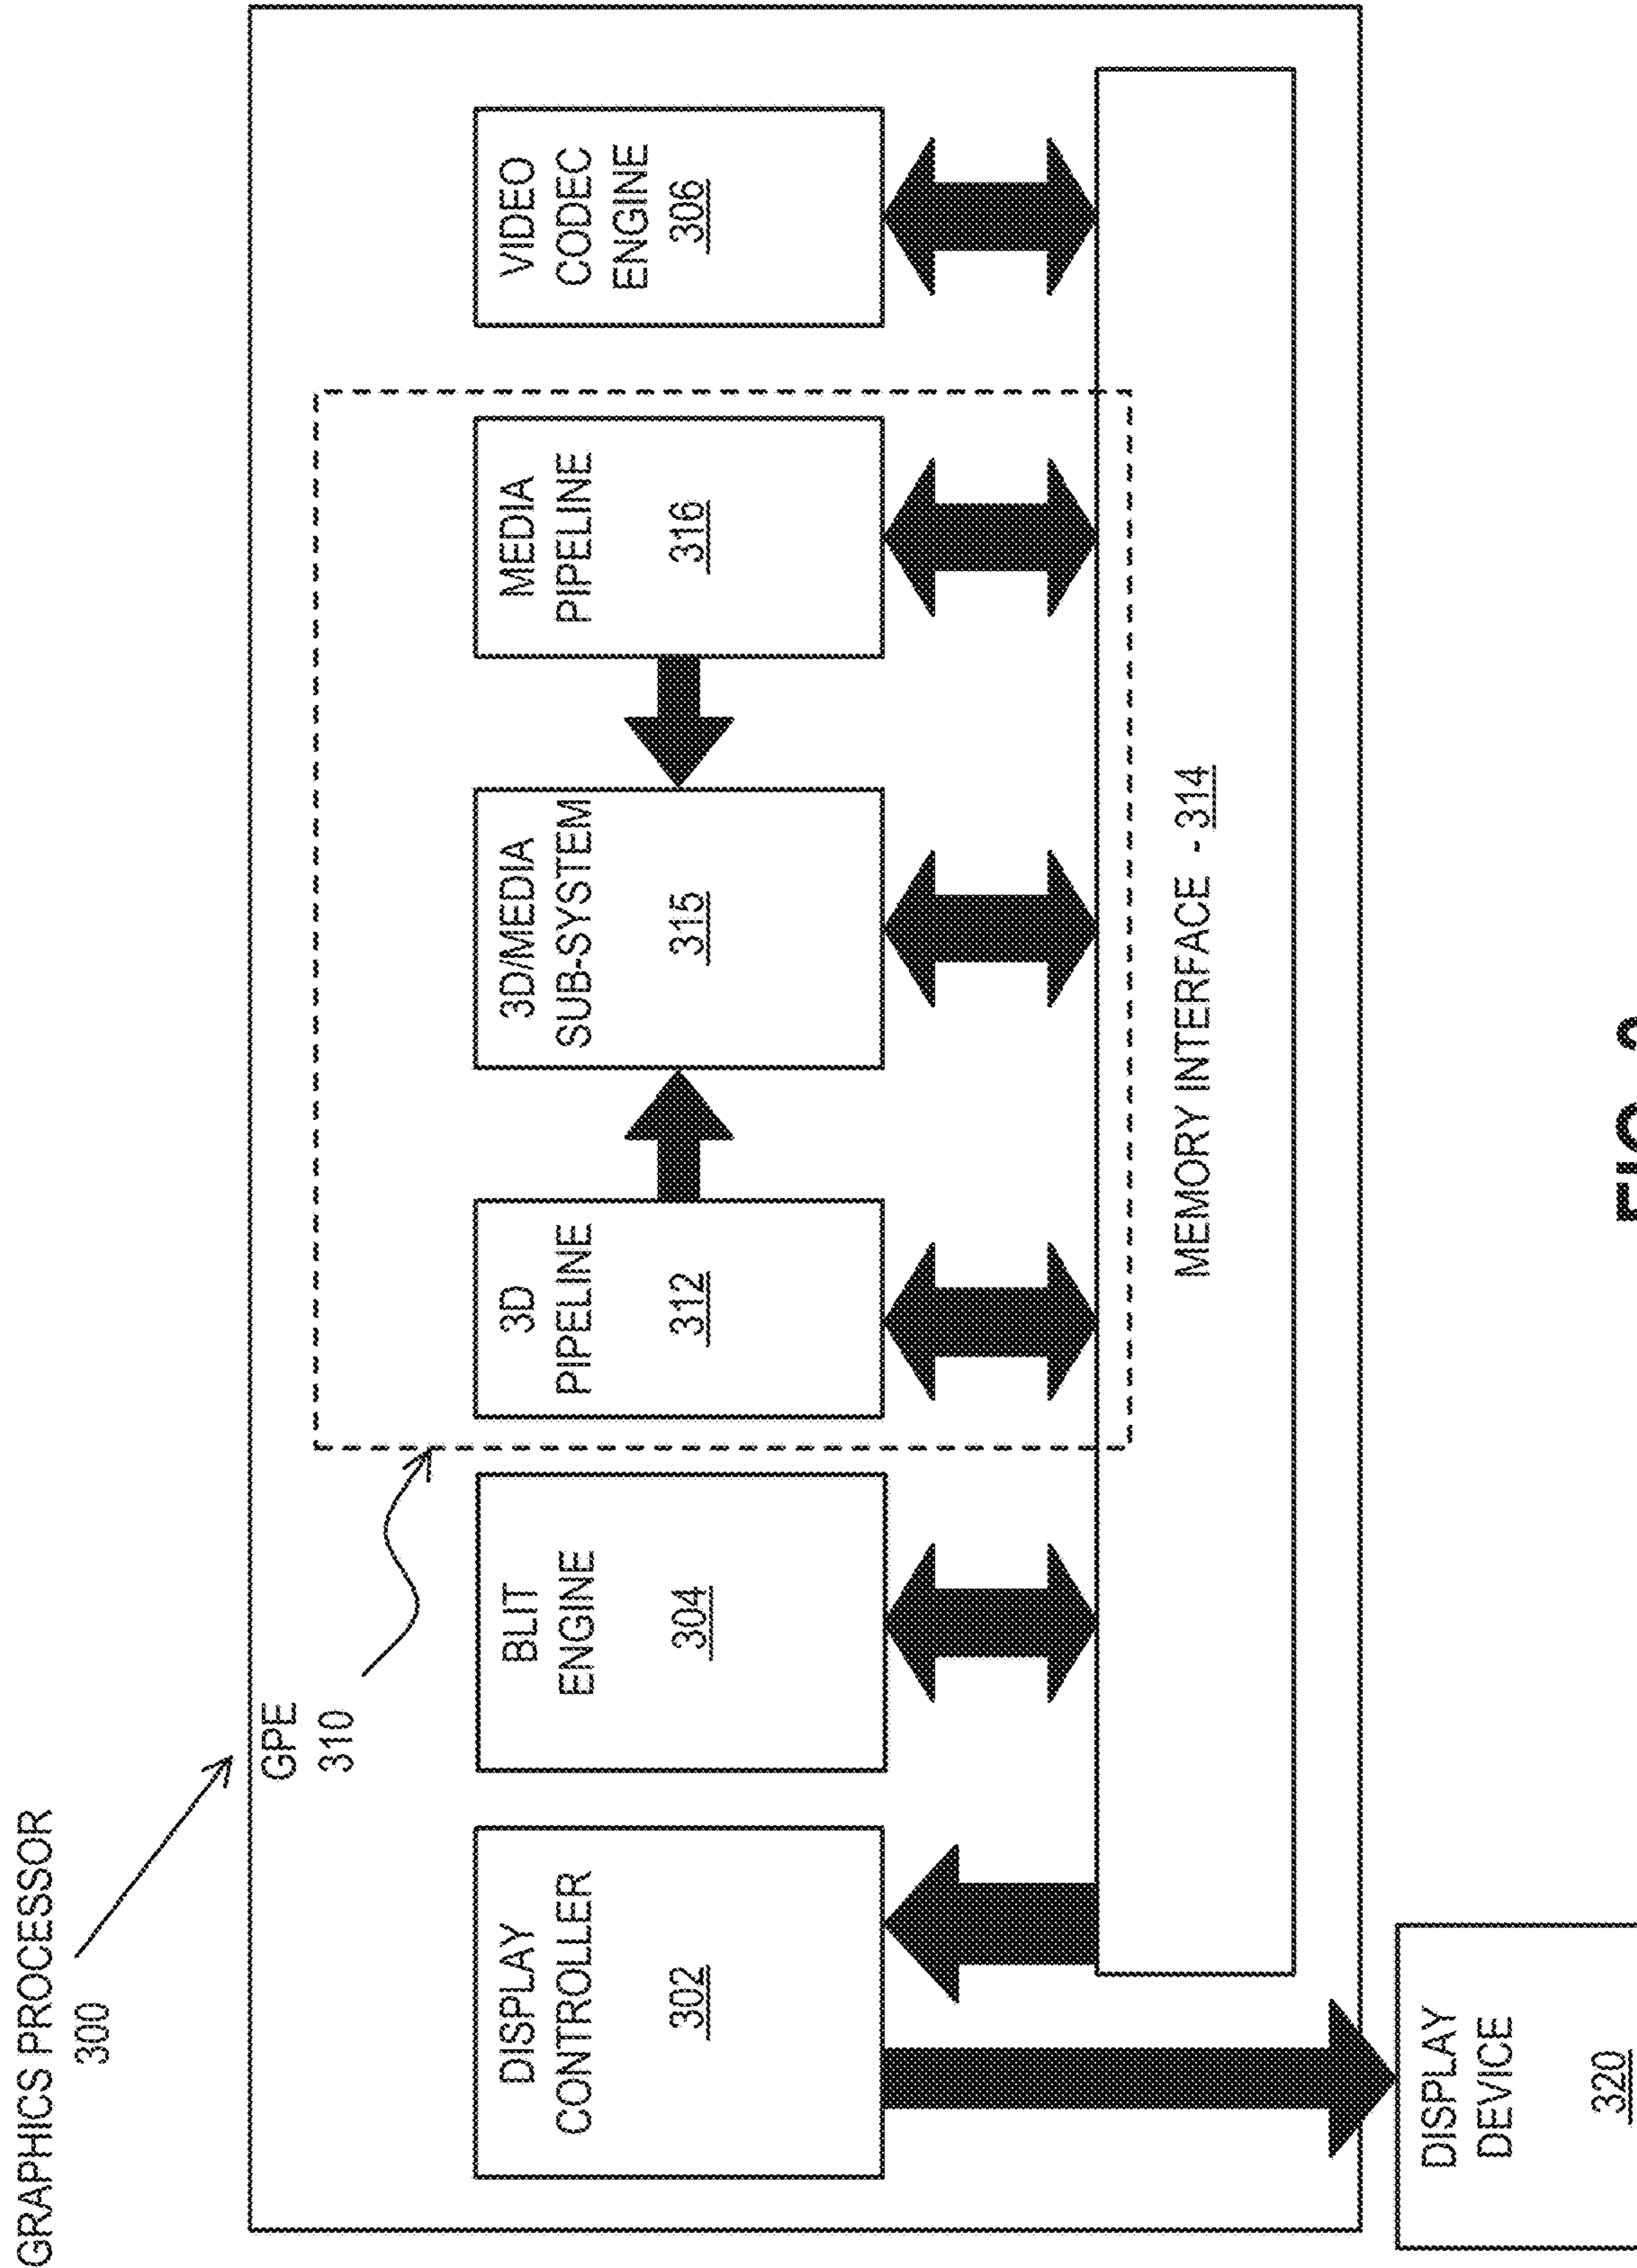 GRAPHICS PROCESSOR
300
GPE
310
DISPLAY
CONTROLLER
302
BLIT
ENGINE
304
3D
PIPELINE
312
3D/MEDIA
SUB-SYSTEM
315
MEDIA
PIPELINE
316
VIDEO
CODEC
ENGINE
306
MEMORY INTERFACE - 314
DISPLAY
DEVICE
320